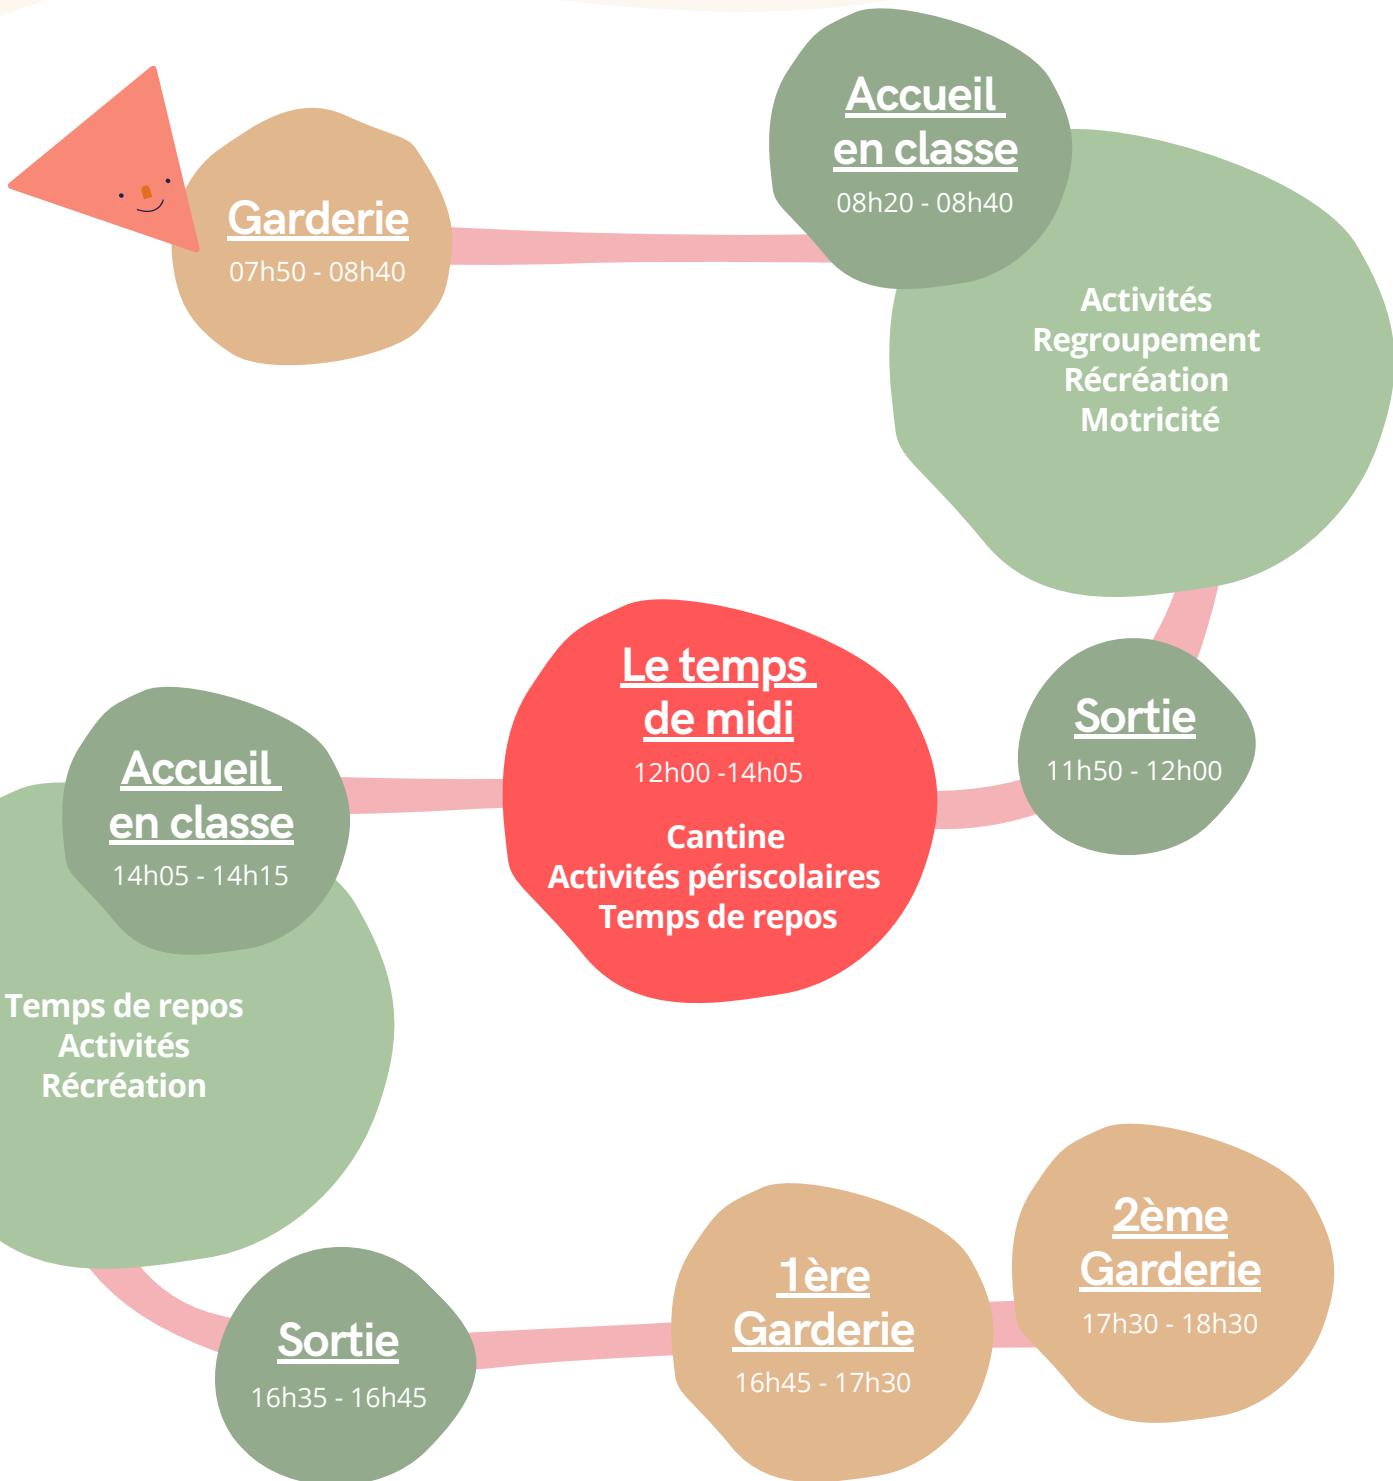 Garderie
07h50 - 08h40
Accueil
en classe
08h20 - 08h40
Activités
Regroupement
Récréation
Motricité
Sortie
11h50 - 12h00
Le temps
de midi
12h00 -14h05
Cantine
Activités périscolaires
Temps de repos
Accueil
en classe
14h05 - 14h15
Temps de repos
Activités
Récréation
Sortie
16h35 - 16h45
1ère
Garderie
16h45 - 17h30
2ème
Garderie
17h30 - 18h30